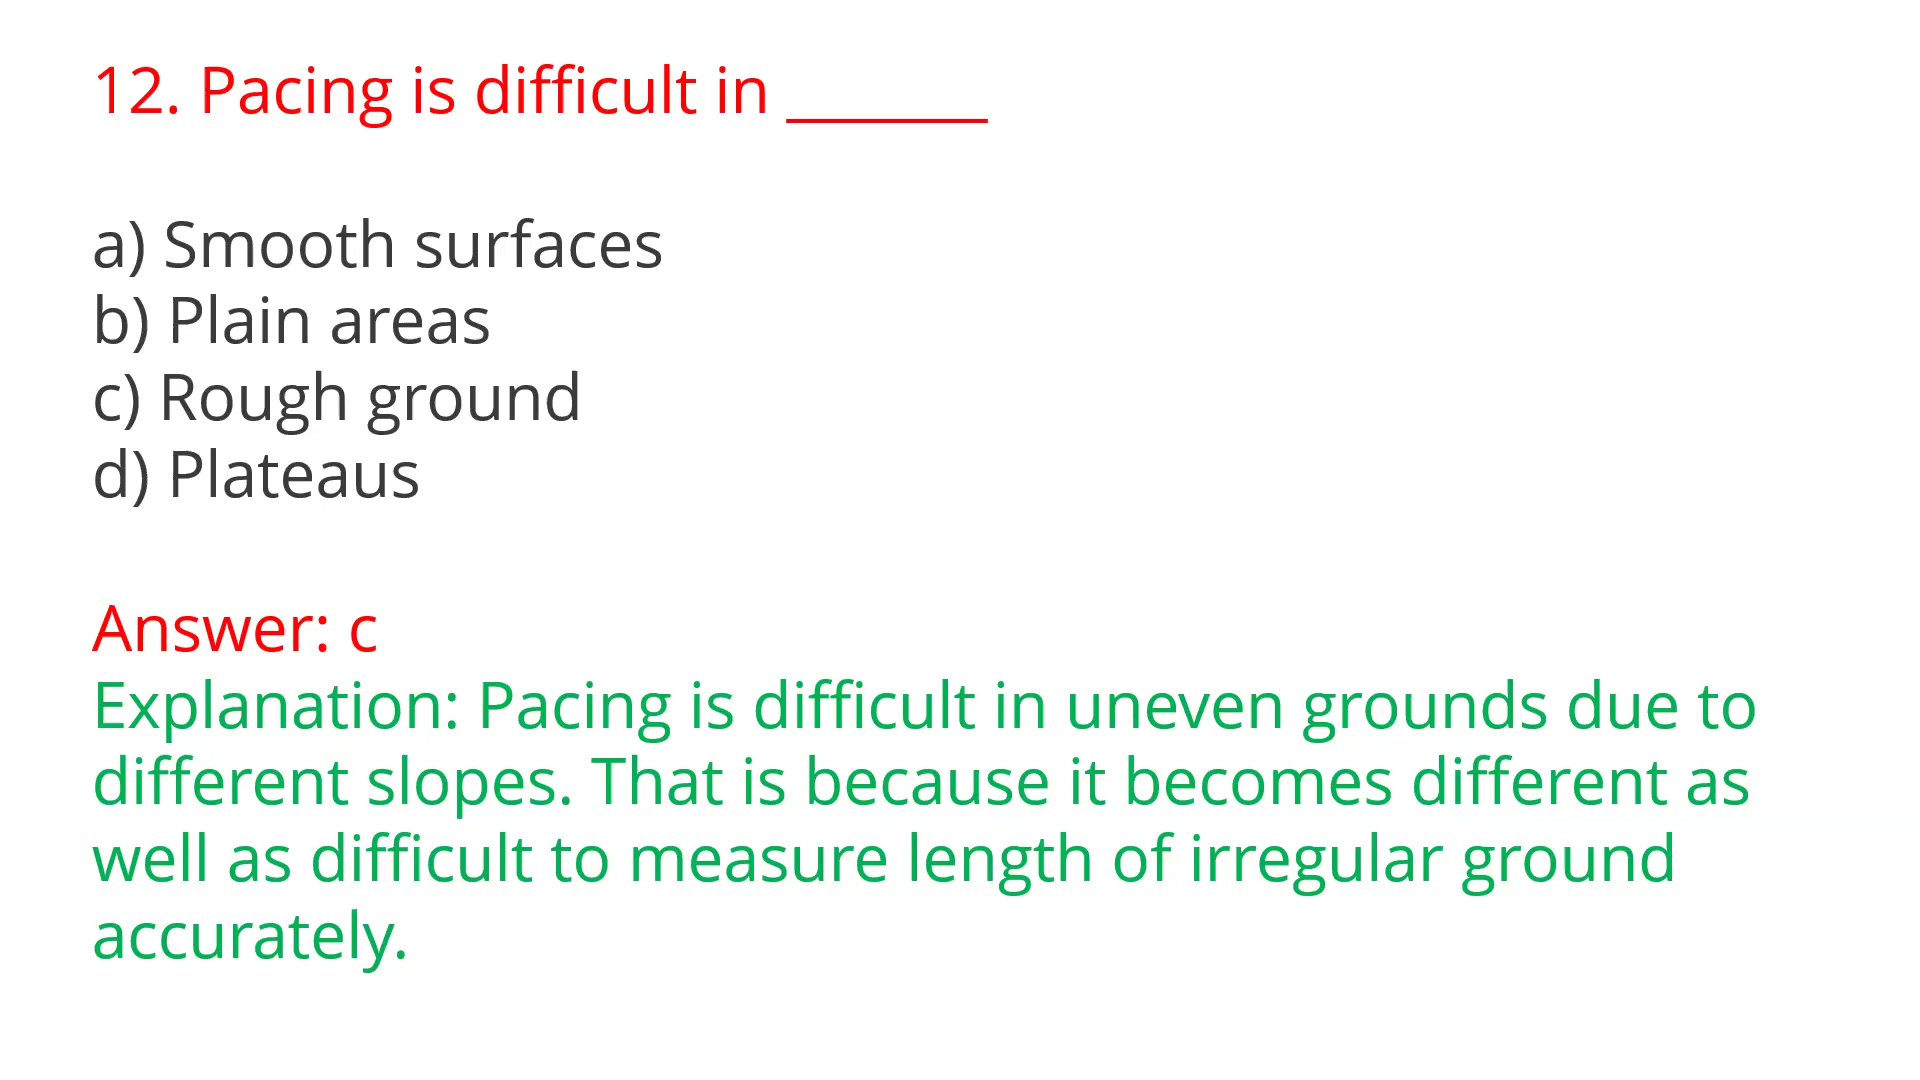 12. Pacing is difficult in ______
a) Smooth surfaces
b) Plain areas
c) Rough ground
d) Plateaus
Answer: c
Explanation: Pacing is difficult in uneven grounds due to
different slopes. That is because it becomes different as
well as difficult to measure length of irregular ground
accurately.